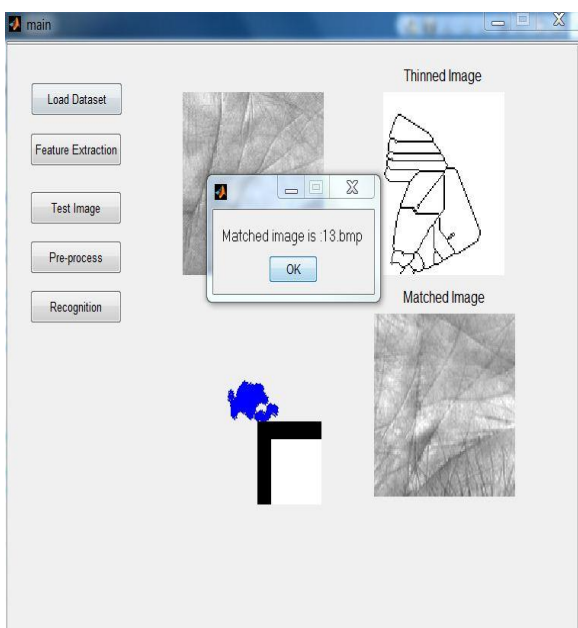 main
Thinned Image
Load Dataset
Feature Extraction
Test Image
Pre-process
Recognition
Matched image is :13.bmp
OK
Matched Image